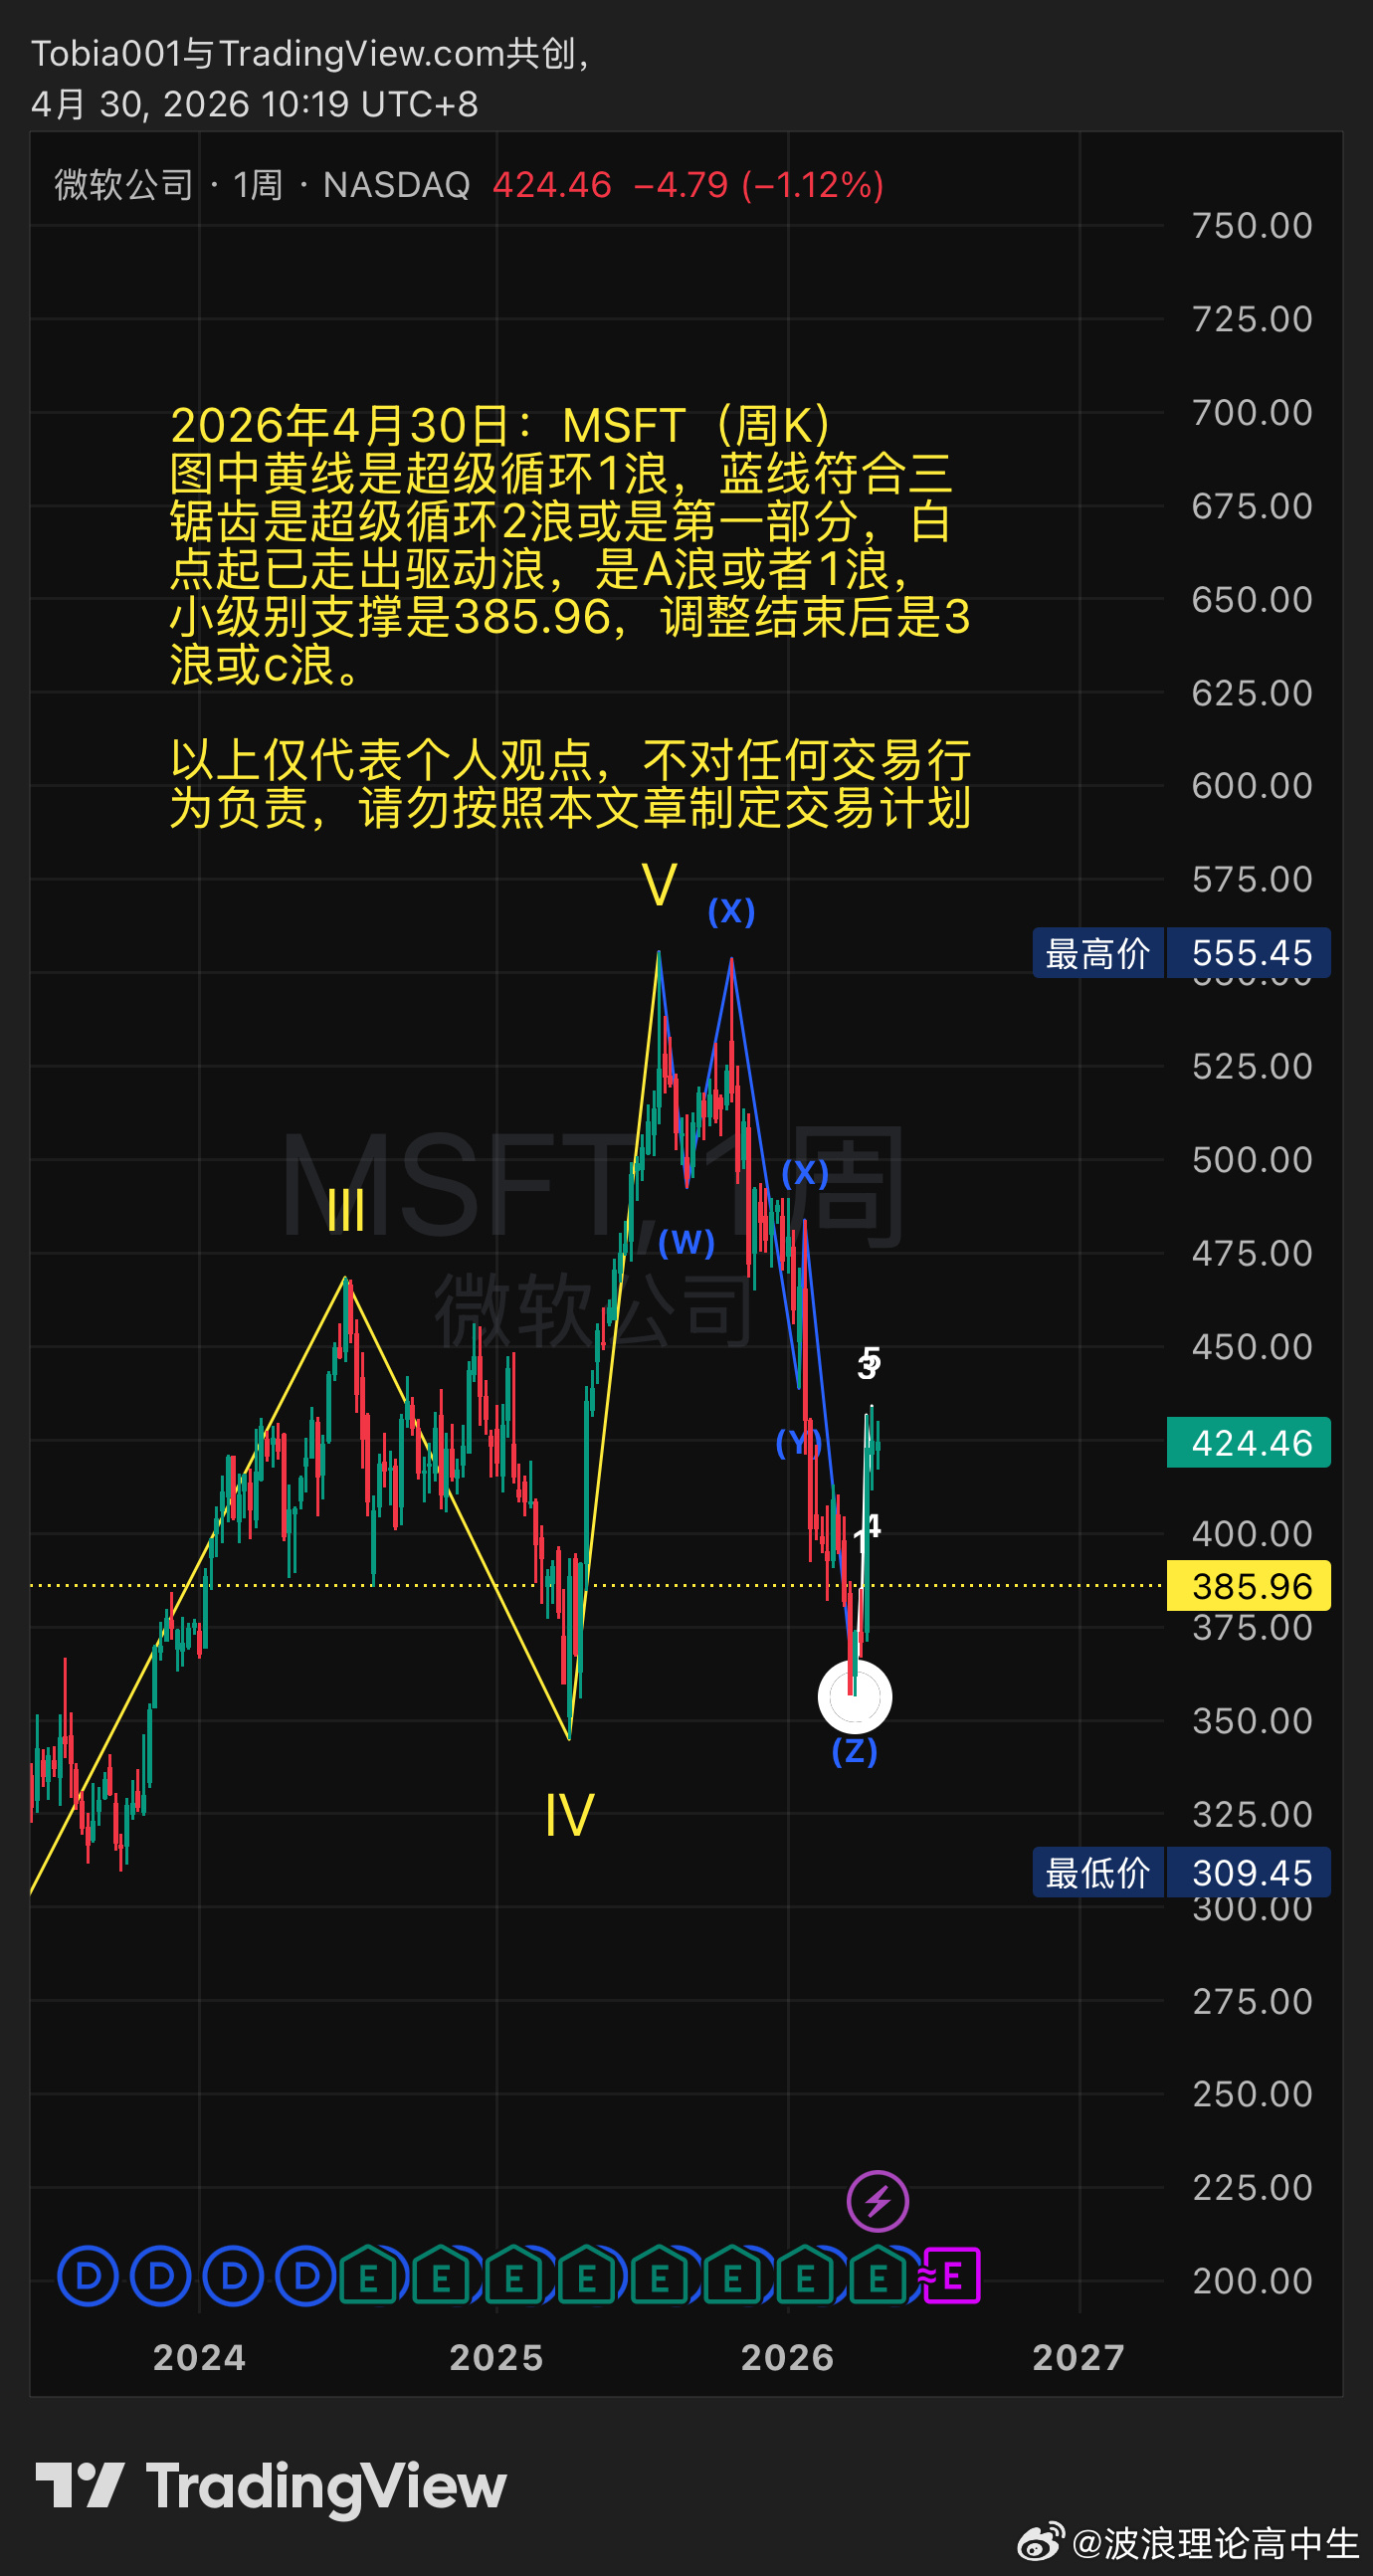 Tobia001与TradingView.com共创，
4月 30, 2026 10:19 UTC+8
微软公司 · 1周 · NASDAQ 424.46 −4.79 (−1.12%)
750.00
725.00
2026年4月30日：MSFT（周K）
图中黄线是超级循环1浪，蓝线符合三
锯齿是超级循环2浪或是第一部分，白
点起已走出驱动浪，是A浪或者1浪，
小级别支撑是385.96，调整结束后是3
浪或c浪。
以上仅代表个人观点，不对任何交易行
为负责，请勿按照本文章制定交易计划
700.00
675.00
650.00
625.00
600.00
575.00
V
(X)
最高价 555.45
550.00
525.00
MSFT, 1周
微软公司
500.00
III
(X)
(W)
475.00
450.00
3
5
(Y)
424.46
400.00
1
4
385.96
375.00
350.00
(Z)
IV
325.00
最低价 309.45
300.00
275.00
250.00
225.00
200.00
D D D D E E E E E E E E ≈E
2024 2025 2026 2027
TradingView
@波浪理论高中生